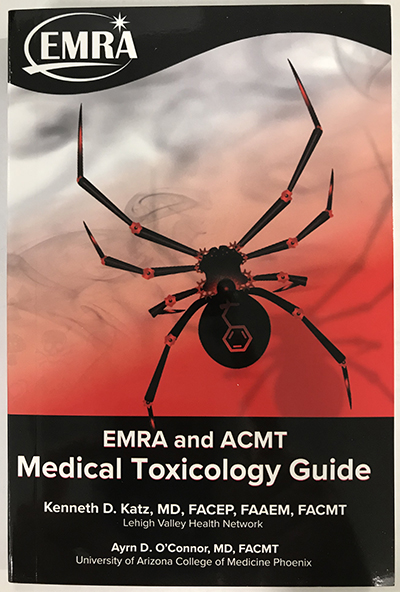 EMRA
EMRA and ACMT
Medical Toxicology Guide
Kenneth D. Katz, MD, FACEP, FAAEM, FACMT
Lehigh Valley Health Network
Ayrn D. O'Connor, MD, FACMT
University of Arizona College of Medicine Phoenix